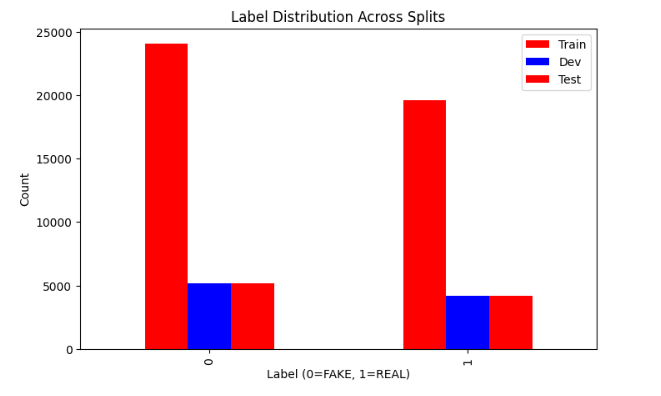 Label Distribution Across Splits
25000
20000
15000
10000
5000
0
Count
Train
Dev
Test
0
1
Label (0=FAKE, 1=REAL)